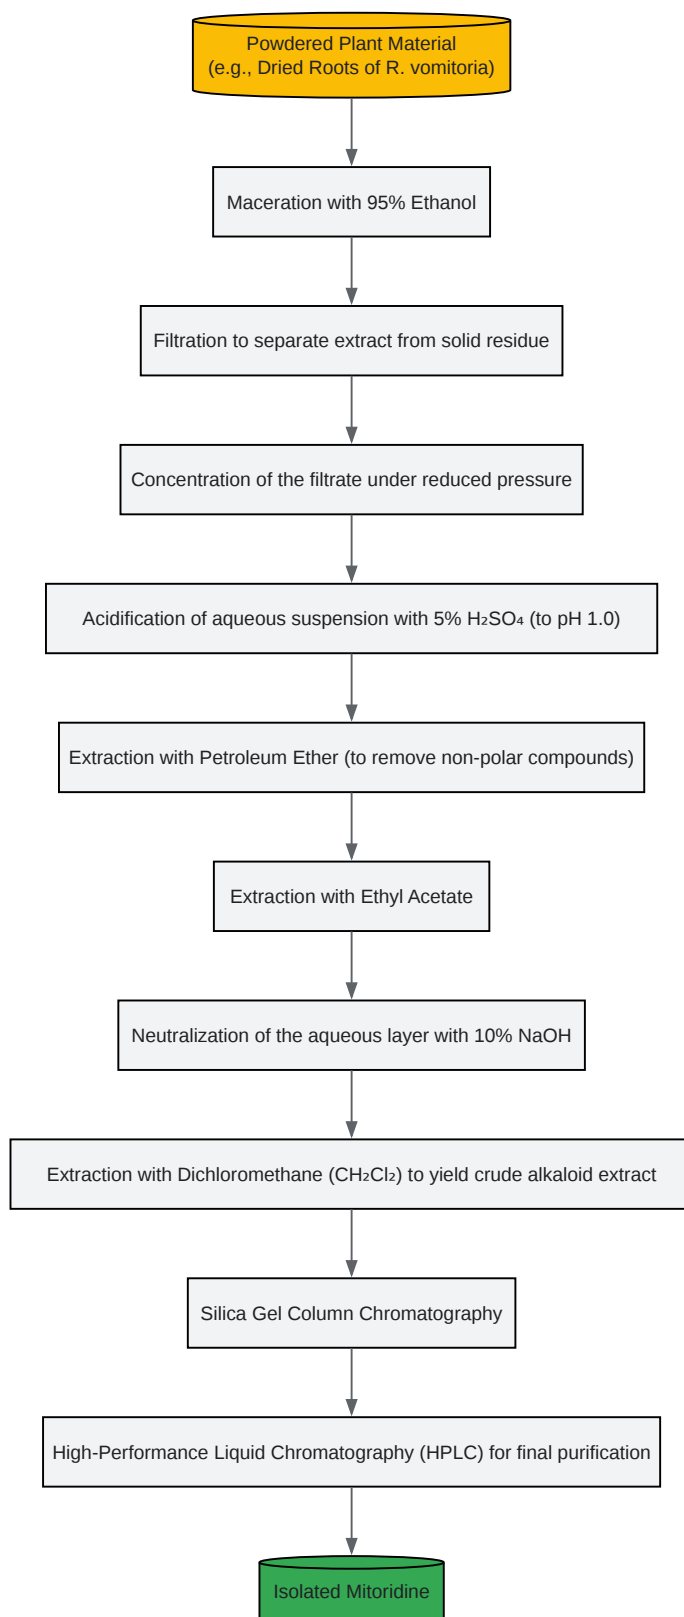 Powdered Plant Material
(e.g., Dried Roots of R. vomitoria)
Maceration with 95% Ethanol
Filtration to separate extract from solid residue
Concentration of the filtrate under reduced pressure
Acidification of aqueous suspension with 5% H₂SO₄ (to pH 1.0)
Extraction with Petroleum Ether (to remove non-polar compounds)
Extraction with Ethyl Acetate
Neutralization of the aqueous layer with 10% NaOH
Extraction with Dichloromethane (CH₂Cl₂) to yield crude alkaloid extract
Silica Gel Column Chromatography
High-Performance Liquid Chromatography (HPLC) for final purification
Isolated Mitoridine